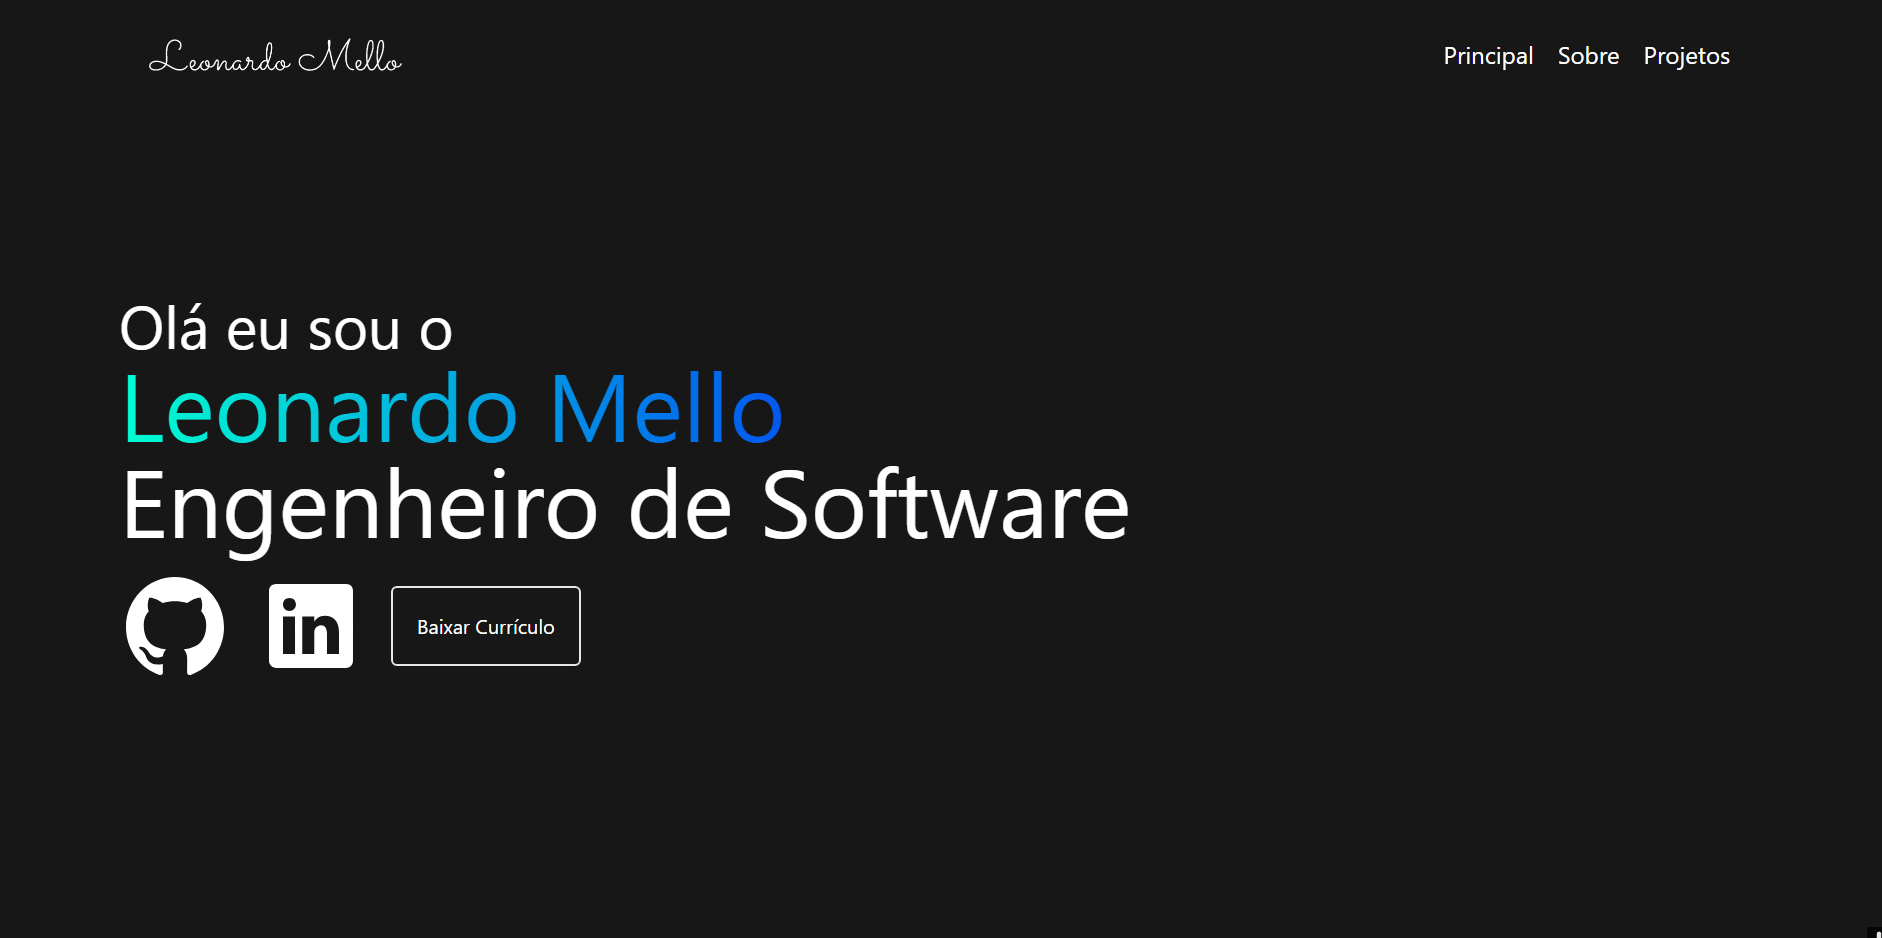 Leonardo Mello
Principal Sobre Projetos
Olá eu sou o
Leonardo Mello
Engenheiro de Software
in
Baixar Currículo